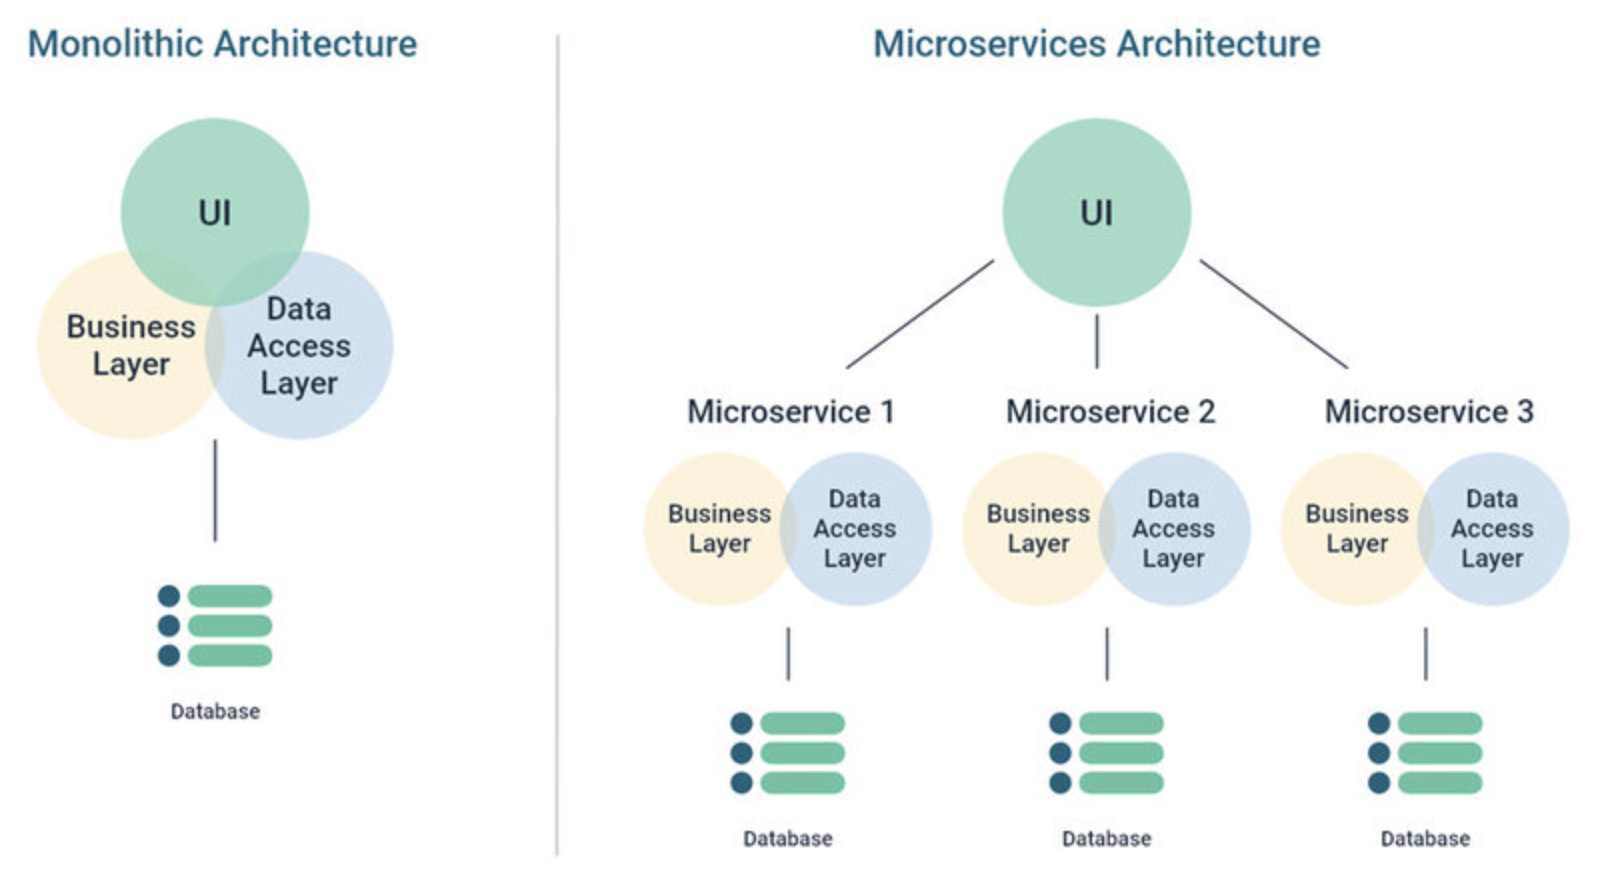 Monolithic Architecture
UI
Business
Layer
Data
Access
Layer
Database
Microservices Architecture
UI
Microservice 1
Business
Layer
Data
Access
Layer
Database
Microservice 2
Business
Layer
Data
Access
Layer
Database
Microservice 3
Business
Layer
Data
Access
Layer
Database